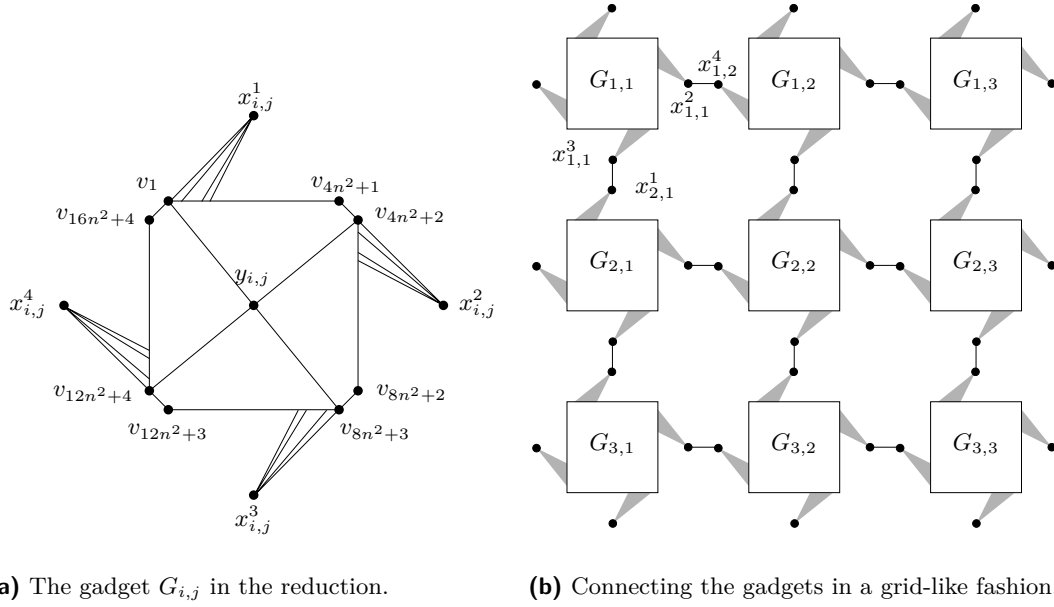 x^1_{i,j}
v_1
v_{4n^2+1}
v_{16n^2+4}
v_{4n^2+2}
y_{i,j}
x^4_{i,j}
x^2_{i,j}
v_{12n^2+4}
v_{8n^2+2}
v_{12n^2+3}
v_{8n^2+3}
x^3_{i,j}
a) The gadget G_{i,j} in the reduction.
G_{1,1}
x^4_{1,2}
G_{1,2}
G_{1,3}
x^2_{1,1}
x^3_{1,1}
x^1_{2,1}
G_{2,1}
G_{2,2}
G_{2,3}
G_{3,1}
G_{3,2}
G_{3,3}
(b) Connecting the gadgets in a grid-like fashion